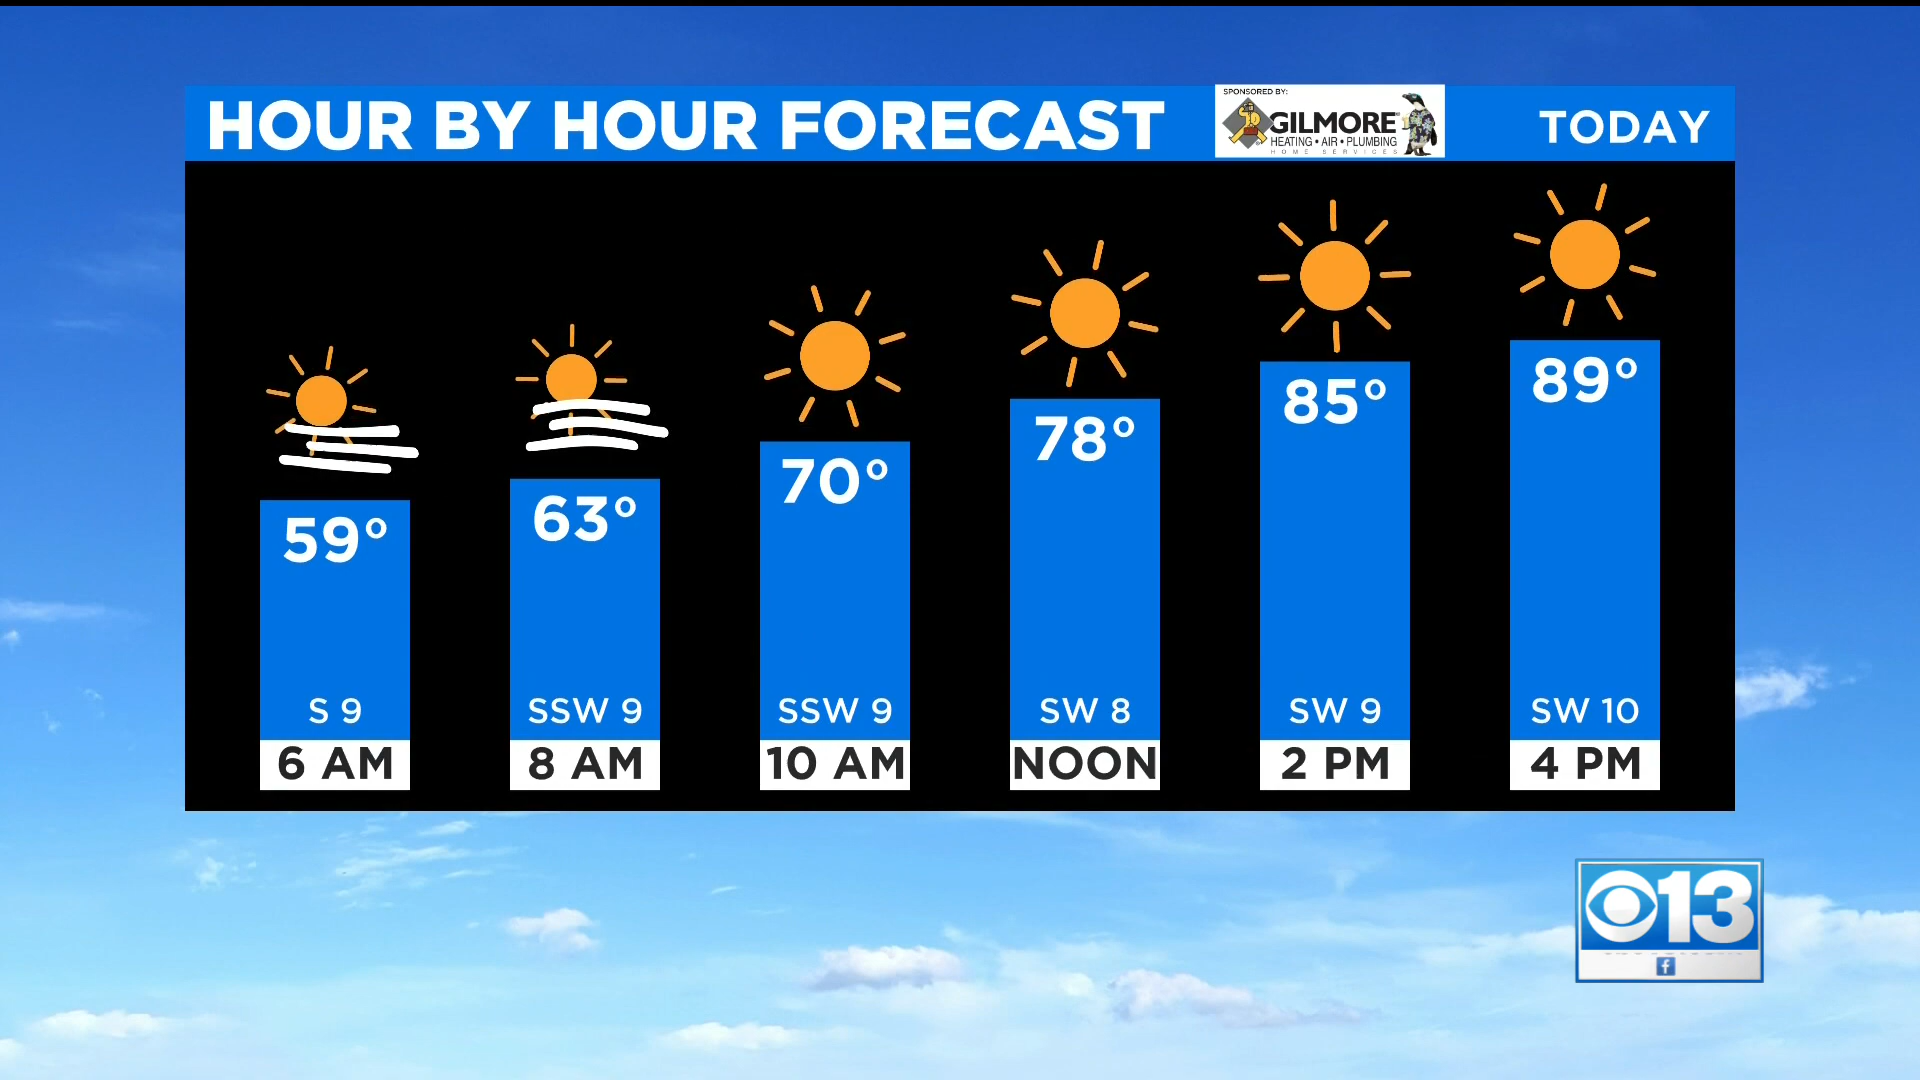 HOUR BY HOUR FORECAST
SPONSORED BY:
GILMORE
HEATING • AIR • PLUMBING
HOME SERVICES
TODAY
59° 63° 70° 78° 85° 89°
S 9 SSW 9 SSW 9 SW 8 SW 9 SW 10
6 AM 8 AM 10 AM NOON 2 PM 4 PM
13
f